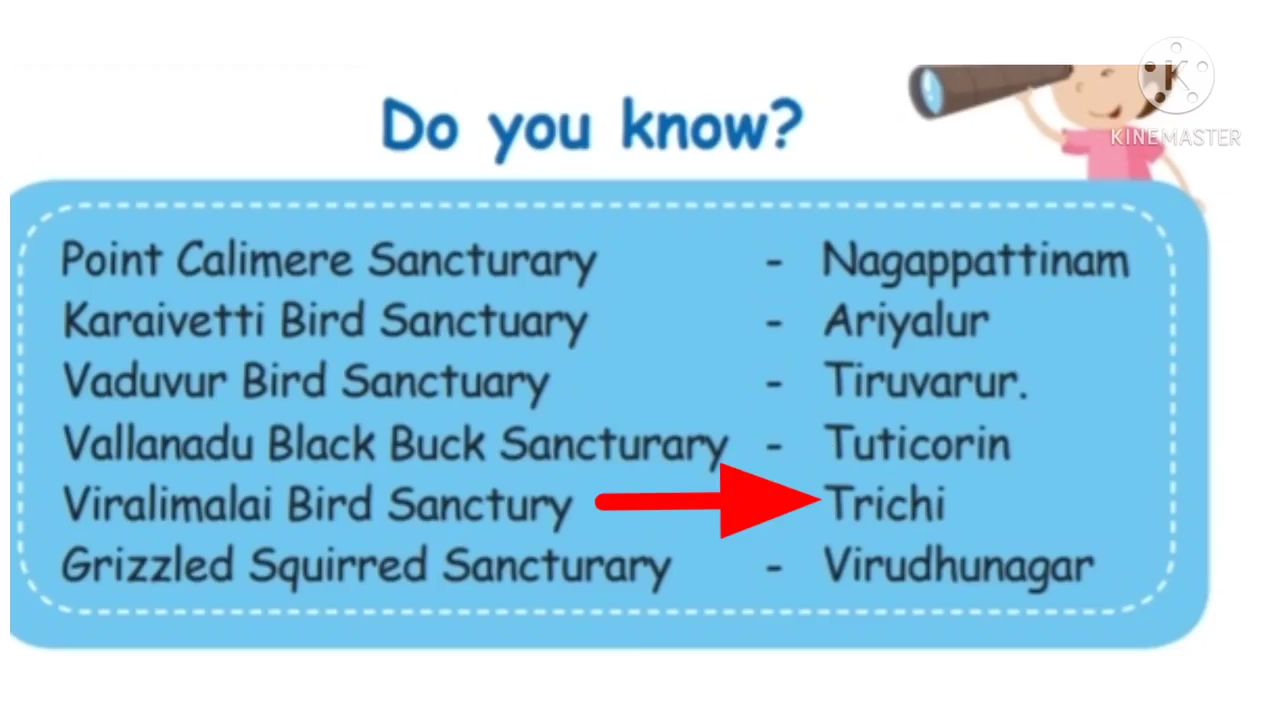 K
KINEMASTER
Do you know?
Point Calimere Sancturary - Nagappattinam
Karaivetti Bird Sanctuary - Ariyalur
Vaduvur Bird Sanctuary - Tiruvarur.
Vallanadu Black Buck Sancturary - Tuticorin
Viralimalai Bird Sanctury Trichi
Grizzled Squirred Sancturary - Virudhunagar